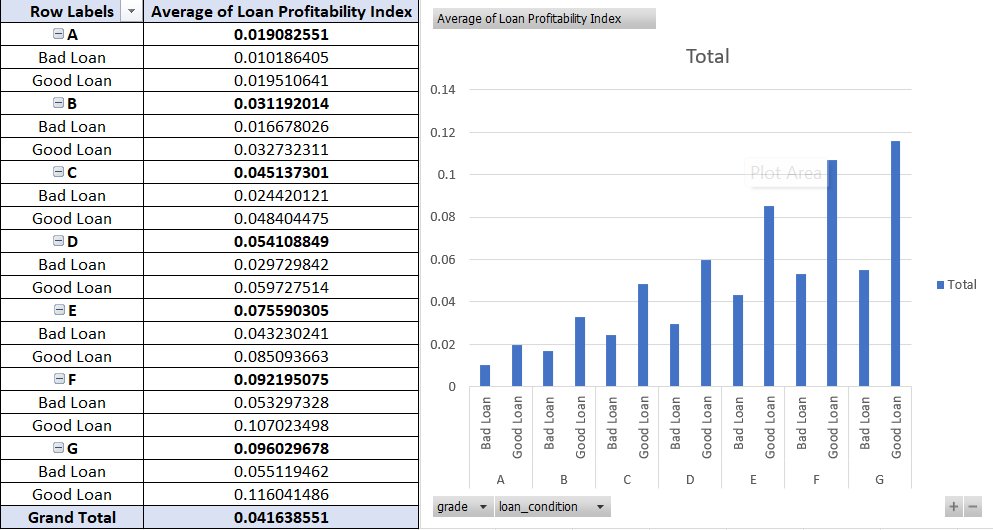 Row Labels Average of Loan Profitability Index
A 0.019082551
Bad Loan 0.010186405
Good Loan 0.019510641
B 0.031192014
Bad Loan 0.016678026
Good Loan 0.032732311
C 0.045137301
Bad Loan 0.024420121
Good Loan 0.048404475
D 0.054108849
Bad Loan 0.029729842
Good Loan 0.059727514
E 0.075590305
Bad Loan 0.043230241
Good Loan 0.085093663
F 0.092195075
Bad Loan 0.053297328
Good Loan 0.107023498
G 0.096029678
Bad Loan 0.055119462
Good Loan 0.116041486
Grand Total 0.041638551
Average of Loan Profitability Index
Total
0.14
0.12
0.1
0.08
0.06
0.04
0.02
0
Plot Area
Total
Bad Loan Good Loan Bad Loan Good Loan Bad Loan Good Loan Bad Loan Good Loan Bad Loan Good Loan Bad Loan Good Loan Bad Loan Good Loan
A B C D E F G
grade loan_condition